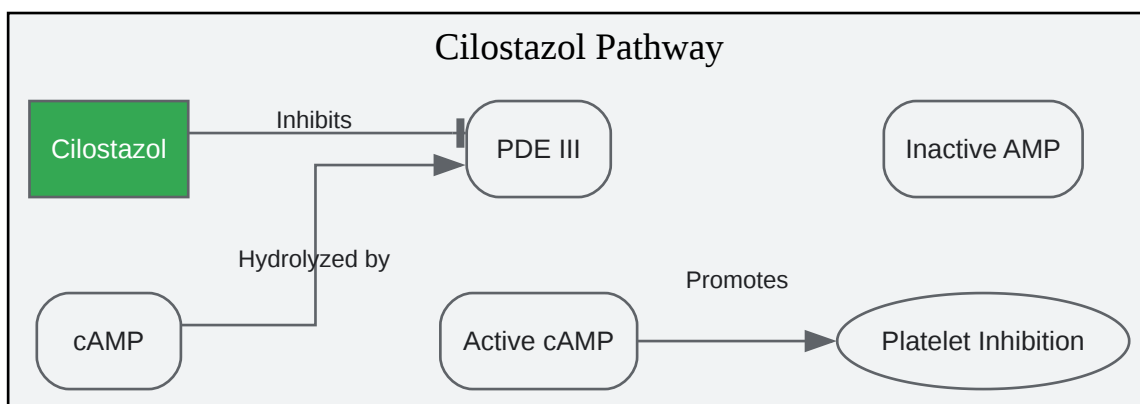 Cilostazol Pathway
Cilostazol
Inhibits
PDE III
Inactive AMP
Hydrolyzed by
Promotes
cAMP
Active cAMP
Platelet Inhibition